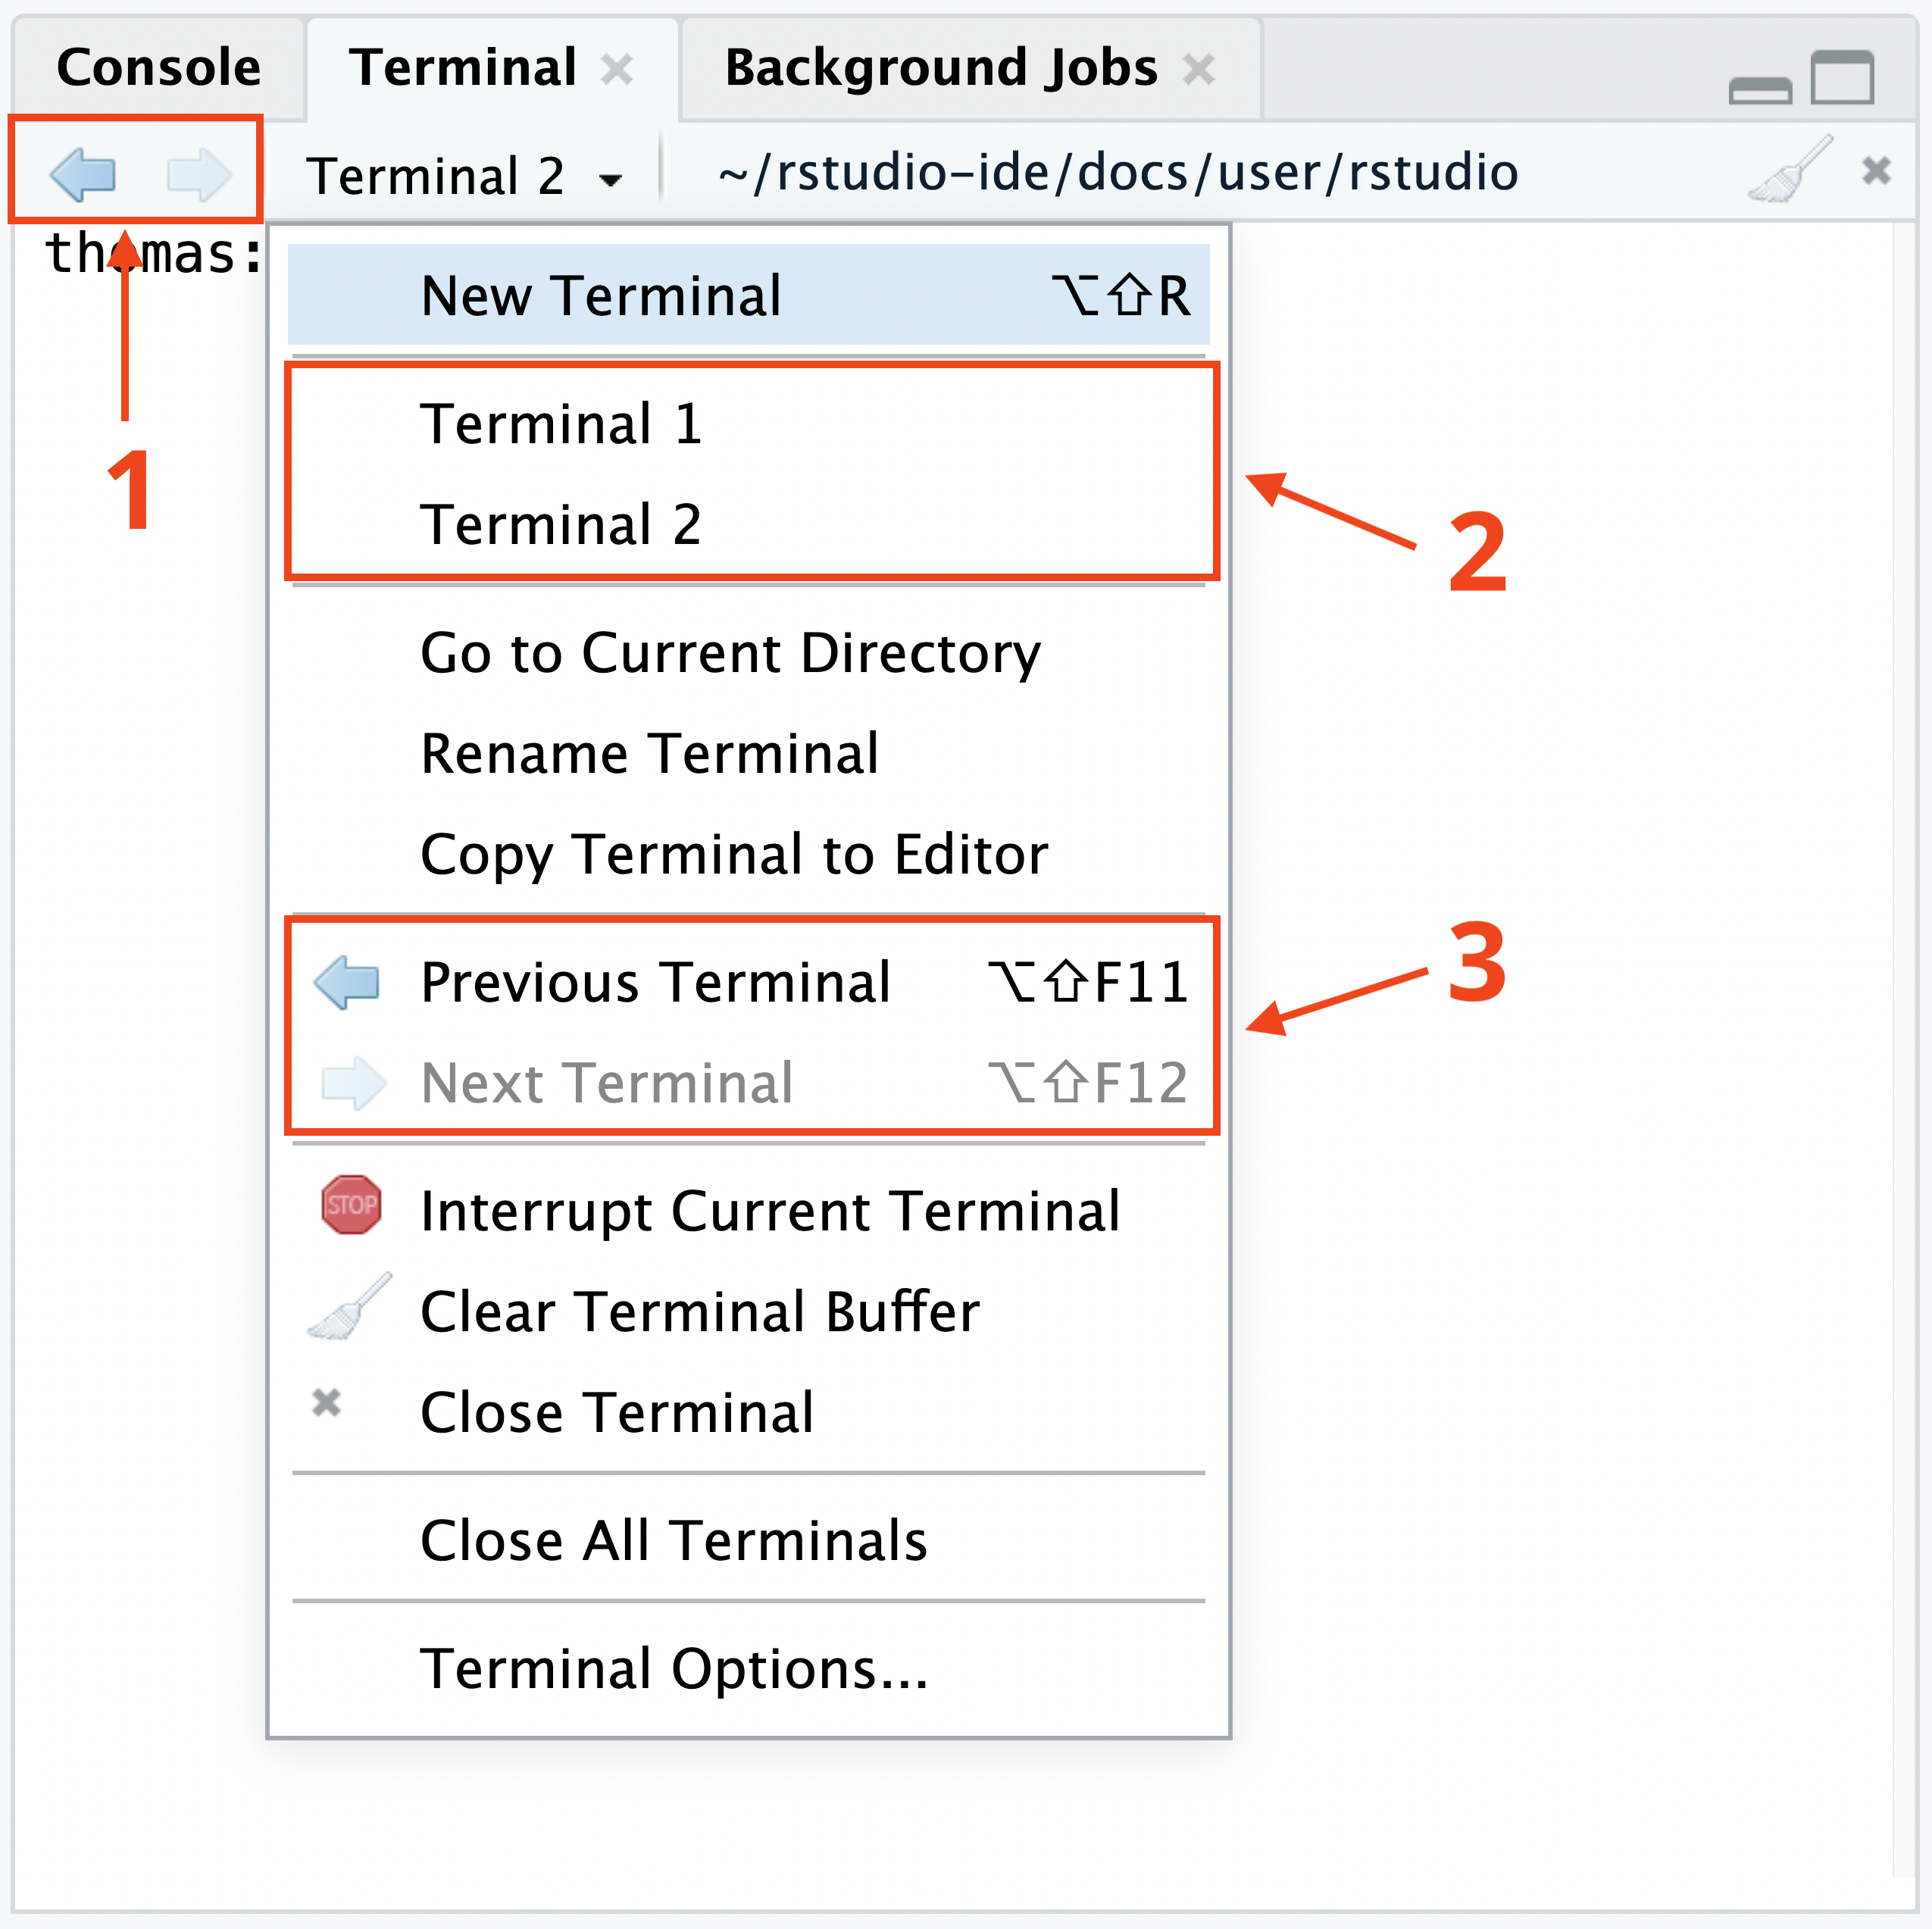 Console Terminal Background Jobs
Terminal 2 ~/rstudio-ide/docs/user/rstudio
thomas:
New Terminal ⌥⇧R
1
Terminal 1
Terminal 2
2
Go to Current Directory
Rename Terminal
Copy Terminal to Editor
Previous Terminal ⌥⇧F11
3
Next Terminal ⌥⇧F12
STOP Interrupt Current Terminal
Clear Terminal Buffer
Close Terminal
Close All Terminals
Terminal Options...